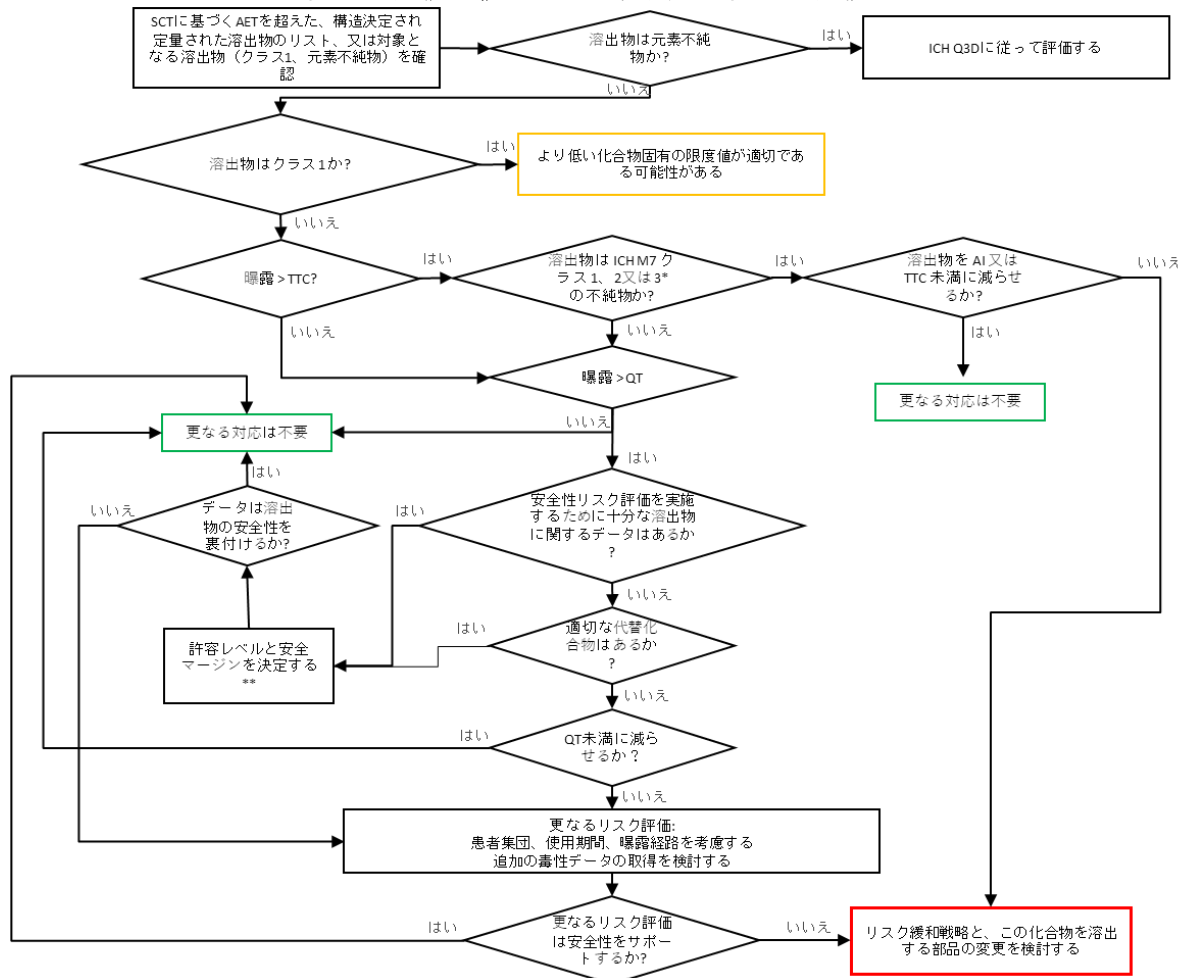 SCTに基づくAETを超えた、構造決定され
定量された溶出物のリスト、又は対象と
なる溶出物（クラス1、元素不純物）を確
認
溶出物は元素不純
物か?
はい
ICH Q3Dに従って評価する
いいえ
溶出物はクラス1か?
はい
より低い化合物固有の限度値が適切であ
る可能性がある
いいえ
曝露＞TTC?
はい
溶出物は ICH M7 ク
ラス 1、2又は 3*
の不純物か?
はい
溶出物を AI 又は
TTC 未満に減らせ
るか?
いいえ
いいえ
いいえ
はい
曝露＞QT
更なる対応は不要
更なる対応は不要
いいえ
はい
はい
いいえ
データは溶出
物の安全性を
裏付けるか?
はい
安全性リスク評価を実施
するために十分な溶出物
に関するデータはあるか
?
いいえ
許容レベルと安全
マージンを決定する
**
はい
適切な代替化
合物はあるか
?
いいえ
はい
QT未満に減ら
せるか？
いいえ
更なるリスク評価:
患者集団、使用期間、曝露経路を考慮する
追加の毒性データの取得を検討する
はい
更なるリスク評価
は安全性をサポー
トするか?
いいえ
リスク緩和戦略と、この化合物を溶出
する部品の変更を検討する